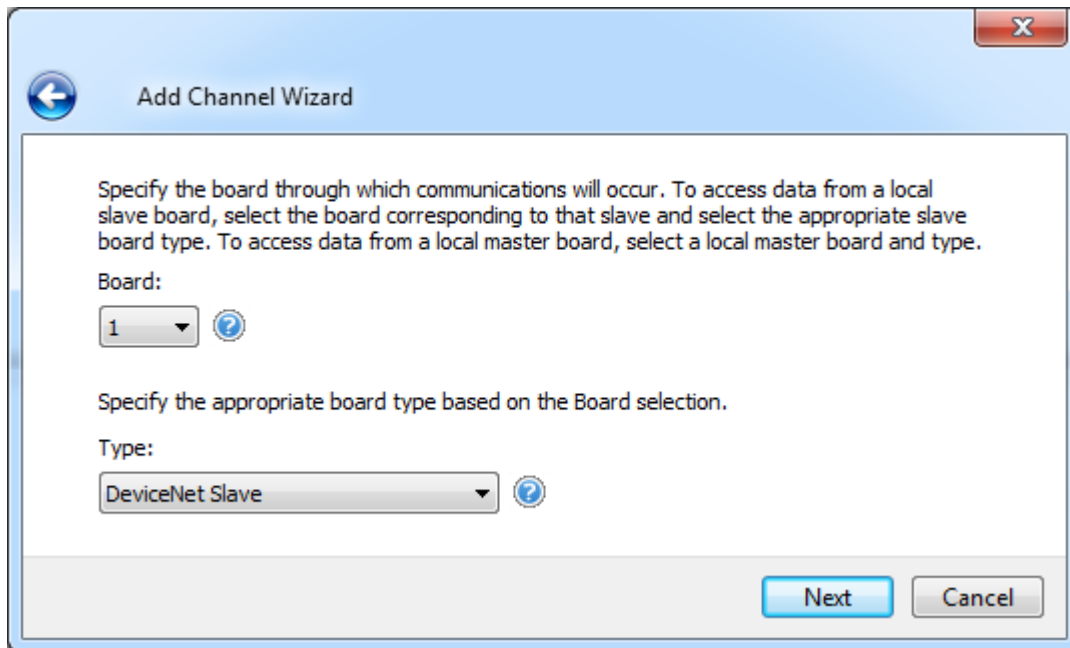 Add Channel Wizard
Specify the board through which communications will occur. To access data from a local
slave board, select the board corresponding to that slave and select the appropriate slave
board type. To access data from a local master board, select a local master board and type.
Board:
1
Specify the appropriate board type based on the Board selection.
Type:
DeviceNet Slave
Next Cancel